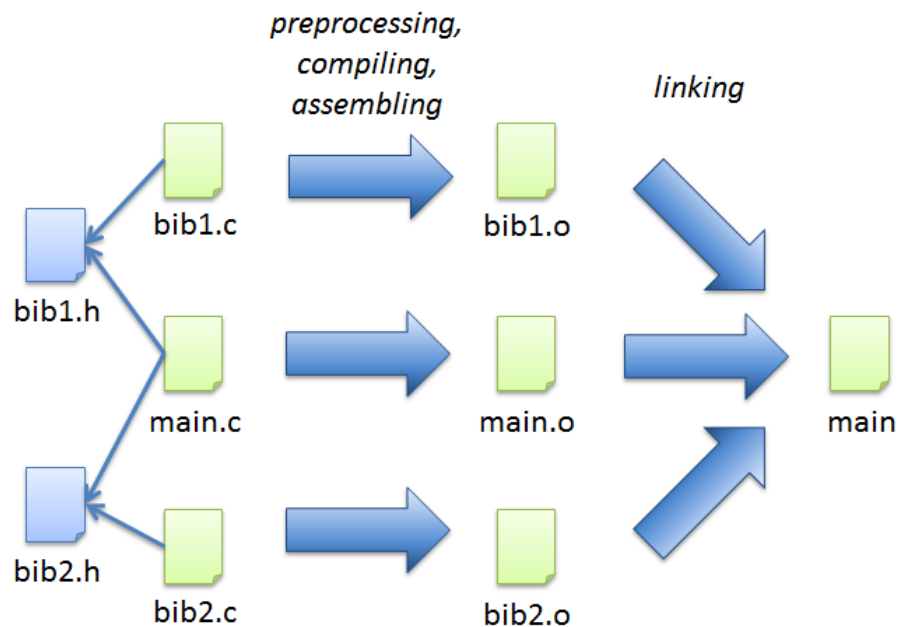 preprocessing,
compiling,
assembling
linking
bib1.c
bib1.o
bib1.h
main.c
main.o
main
bib2.h
bib2.c
bib2.o